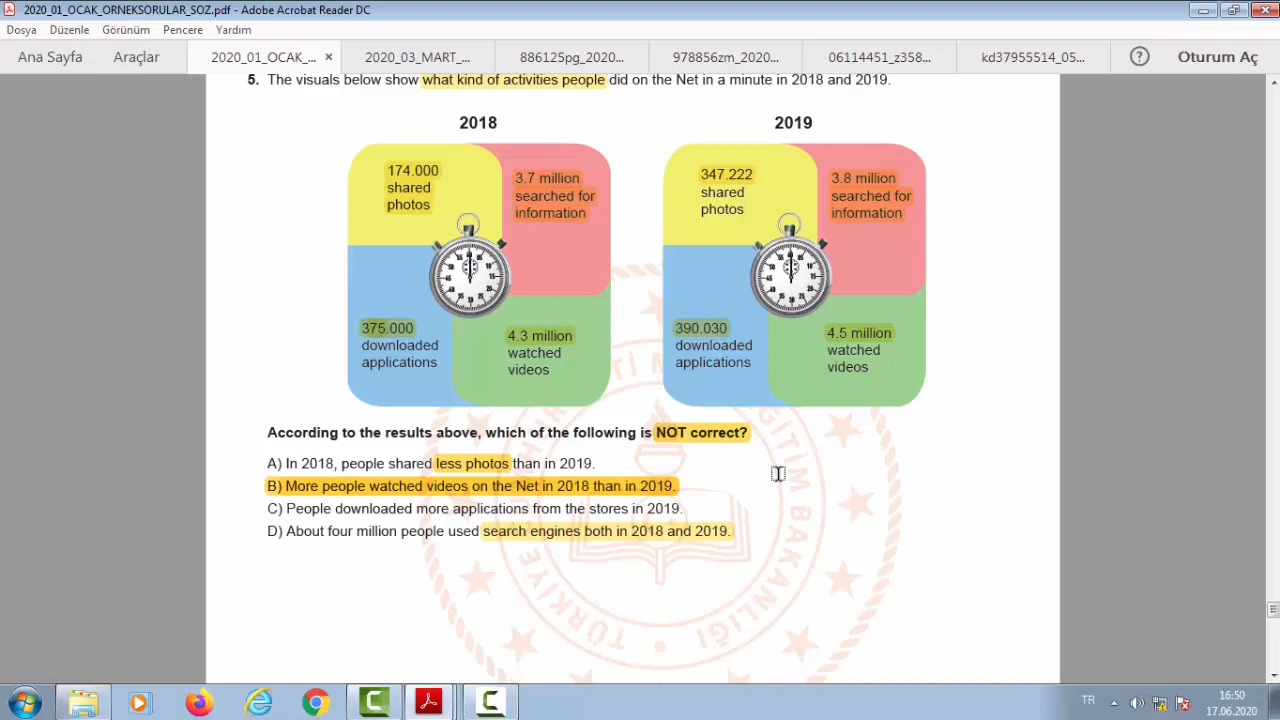 2020_01_OCAK_ORNEKSORULAR_SOZ.pdf - Adobe Acrobat Reader DC
Dosya Düzenle Görünüm Pencere Yardım
Ana Sayfa Araçlar 2020_01_OCAK_... × 2020_03_MART_... 886125pg_2020... 978856zm_2020... 06114451_z358... kd37955514_05... ? Oturum Aç
5. The visuals below show what kind of activities people did on the Net in a minute in 2018 and 2019.
2018
174.000
shared
photos
3.7 million
searched for
information
375.000
downloaded
applications
4.3 million
watched
videos
2019
347.222
shared
photos
3.8 million
searched for
information
390.030
downloaded
applications
4.5 million
watched
videos
According to the results above, which of the following is NOT correct?
A) In 2018, people shared less photos than in 2019.
B) More people watched videos on the Net in 2018 than in 2019.
C) People downloaded more applications from the stores in 2019.
D) About four million people used search engines both in 2018 and 2019.
TR
16:50
17.06.2020